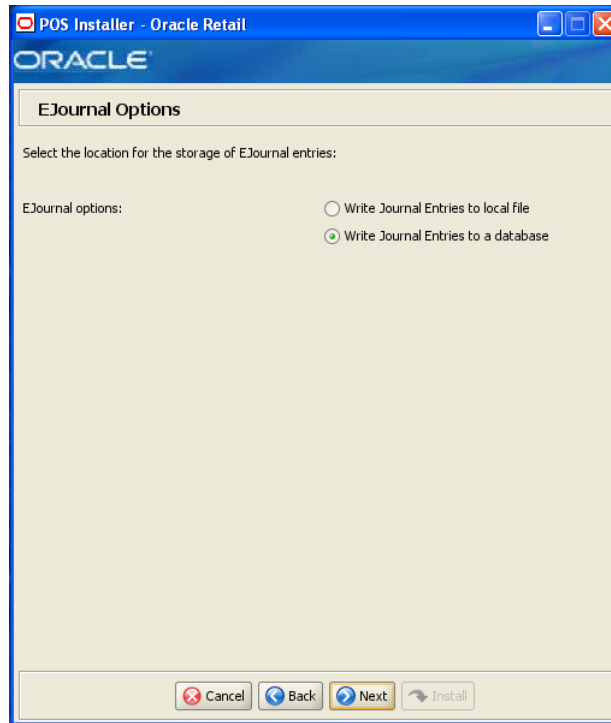 POS Installer - Oracle Retail
ORACLE
EJournal Options
Select the location for the storage of EJournal entries:
EJournal options:
Write Journal Entries to local file
Write Journal Entries to a database
Cancel Back Next Install